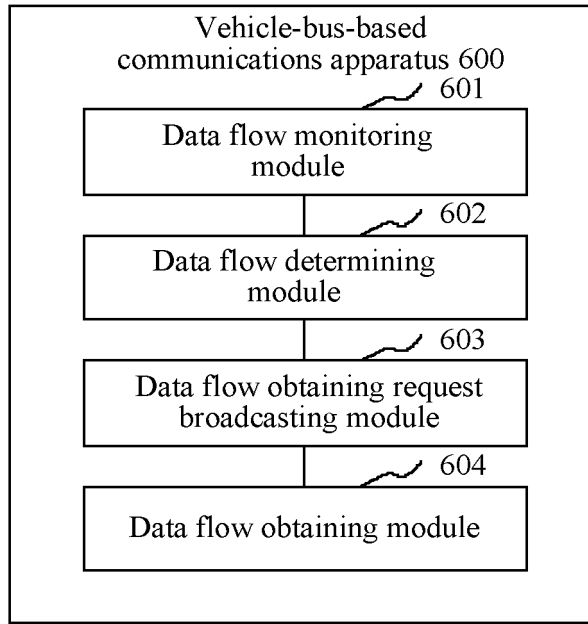 Vehicle-bus-based
communications apparatus 600
601
Data flow monitoring
module
602
Data flow determining
module
603
Data flow obtaining request
broadcasting module
604
Data flow obtaining module